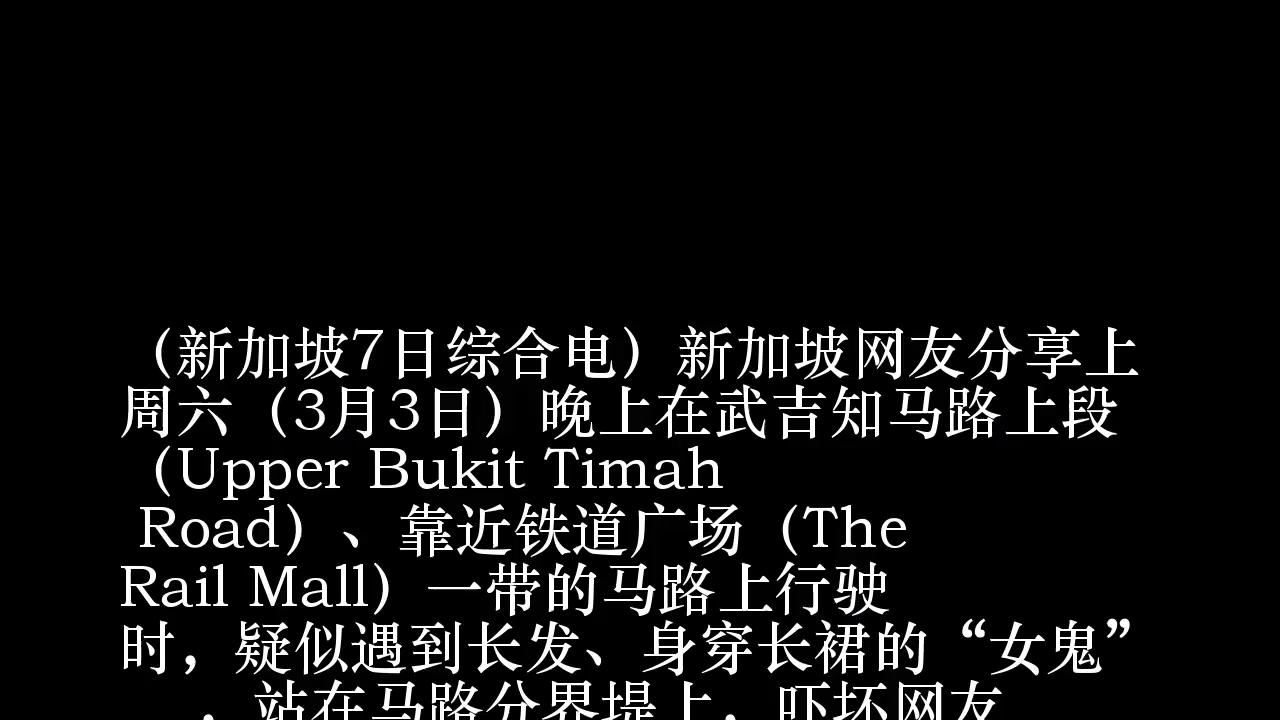 （新加坡7日综合电）新加坡网友分享上
周六（3月3日）晚上在武吉知马路上段
（Upper Bukit Timah
Road）、靠近铁道广场（The
Rail Mall）一带的马路上行驶
时，疑似遇到长发、身穿长裙的“女鬼”
，站在马路分界堤上，吓坏网友